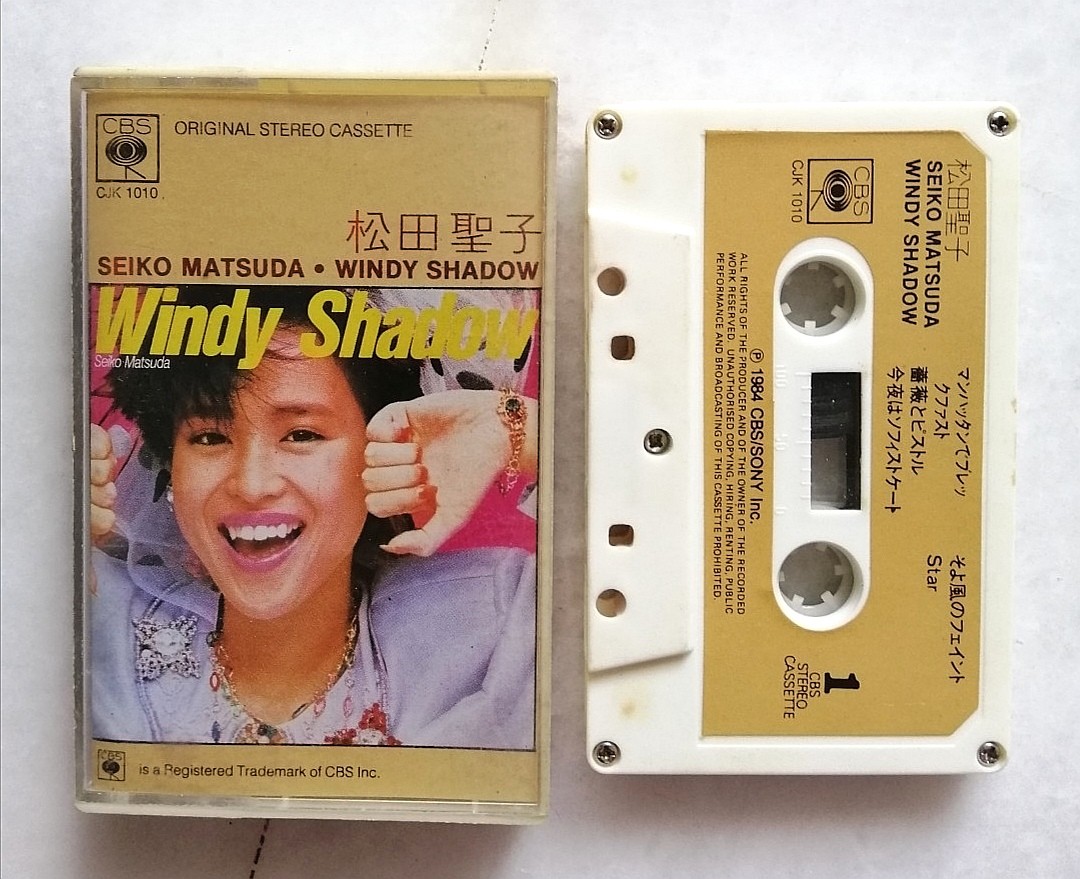 CBS
ORIGINAL STEREO CASSETTE
CJK 1010
松田聖子
SEIKO MATSUDA • WINDY SHADOW
Windy Shadow
Seiko Matsuda
CBS
is a Registered Trademark of CBS Inc.
松田聖子
SEIKO MATSUDA
WINDY SHADOW
CBS
CJK 1010
マンハッタンでブレッ
クファスト
薔薇とピストル
今夜はソフィストケート
そよ風のフェイント
Star
℗ 1984 CBS/SONY Inc.
ALL RIGHTS OF THE PRODUCER AND OF THE OWNER OF THE RECORDED
WORK RESERVED. UNAUTHORISED COPYING, HIRING, RENTING, PUBLIC
PERFORMANCE AND BROADCASTING OF THIS CASSETTE PROHIBITED.
100 50 0
1
CBS
STEREO
CASSETTE